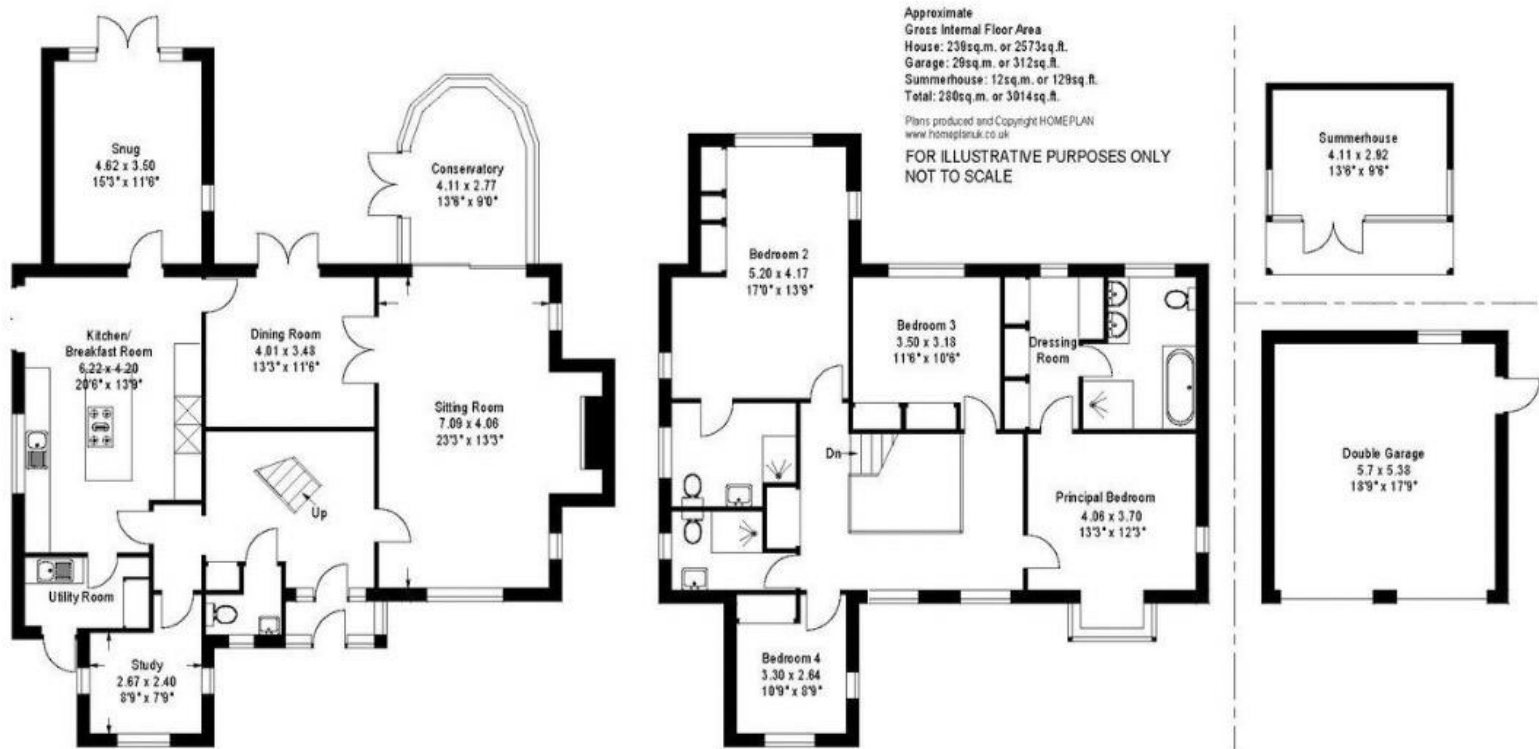 Approximate
Gross Internal Floor Area
House: 239sq.m. or 2573sq.ft.
Garage: 29sq.m. or 312sq.ft.
Summerhouse: 12sq.m. or 129sq.ft.
Total: 280sq.m. or 3014sq.ft.
Plans produced and Copyright HOMEPLAN
www.homeplanuk.co.uk
FOR ILLUSTRATIVE PURPOSES ONLY
NOT TO SCALE
Snug
4.62 x 3.50
15'3" x 11'6"
Conservatory
4.11 x 2.77
13'6" x 9'0"
Kitchen/
Breakfast Room
6.22 x 4.20
20'6" x 13'9"
Dining Room
4.01 x 3.48
13'3" x 11'6"
Sitting Room
7.09 x 4.06
23'3" x 13'3"
Up
Utility Room
Study
2.67 x 2.40
8'9" x 7'9"
Bedroom 2
5.20 x 4.17
17'0" x 13'9"
Bedroom 3
3.50 x 3.18
11'6" x 10'6"
Dressing
Room
Dn
Principal Bedroom
4.06 x 3.70
13'3" x 12'3"
Bedroom 4
3.30 x 2.64
10'9" x 8'9"
Summerhouse
4.11 x 2.92
13'6" x 9'6"
Double Garage
5.7 x 5.38
18'9" x 17'9"